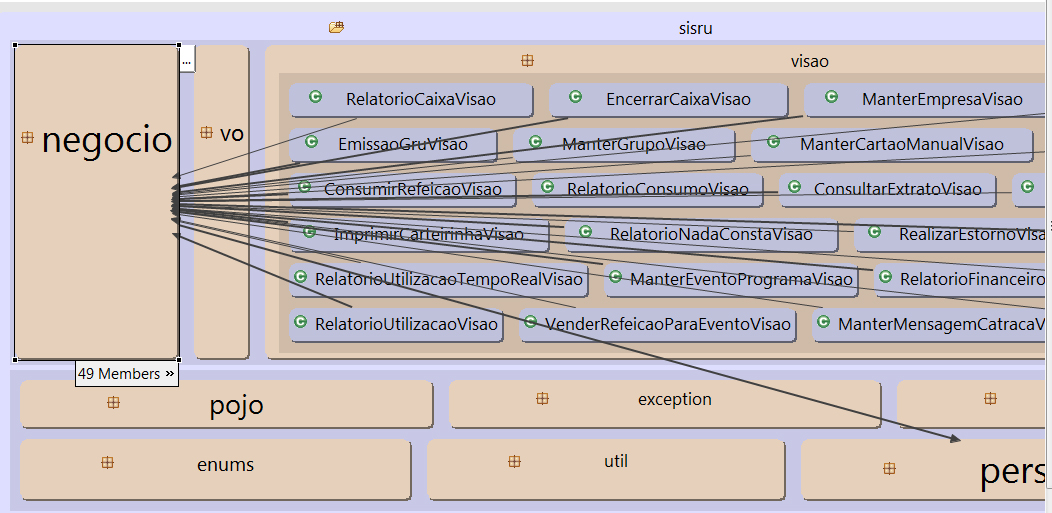 sisru
negocio
...
vo
visao
RelatorioCaixaVisao
EncerrarCaixaVisao
ManterEmpresaVisao
EmissaoGruVisao
ManterGrupoVisao
ManterCartaoManualVisao
ConsumirRefeicaoVisao
RelatorioConsumoVisao
ConsultarExtratoVisao
ImprimirCarteirinhaVisao
RelatorioNadaConstaVisao
RealizarEstornoVisa
RelatorioUtilizacaoTempoRealVisao
ManterEventoProgramaVisao
RelatorioFinanceiro
RelatorioUtilizacaoVisao
VenderRefeicaoParaEventoVisao
ManterMensagemCatracaV
49 Members »
pojo
exception
enums
util
pers